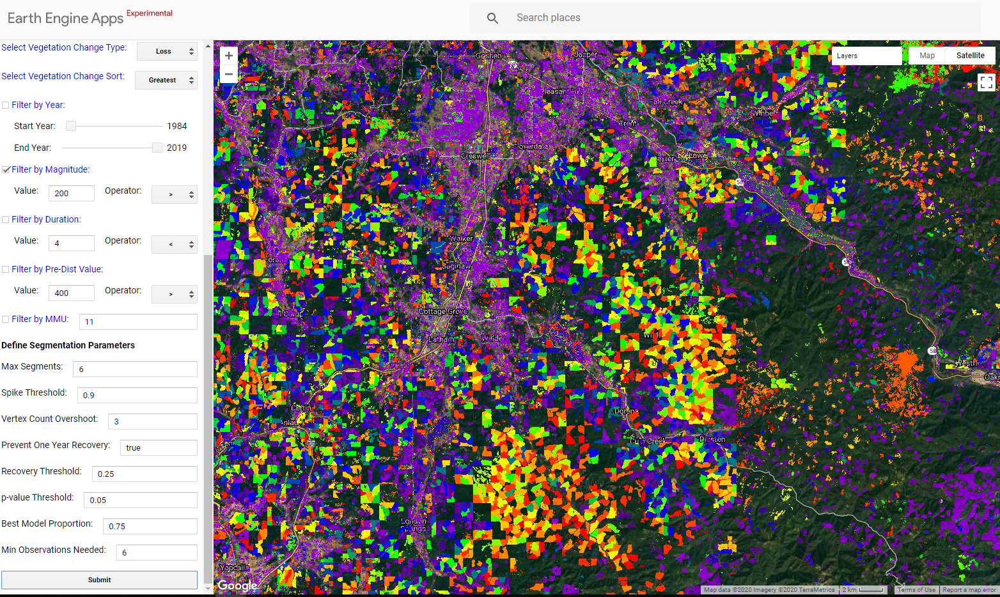 Earth Engine Apps Experimental
Search places
Select Vegetation Change Type: Loss
Select Vegetation Change Sort: Greatest
Filter by Year:
Start Year: 1984
End Year: 2019
Filter by Magnitude:
Value: 200 Operator: >
Filter by Duration:
Value: 4 Operator: <
Filter by Pre-Dist Value:
Value: 400 Operator: >
Filter by MMU: 11
Define Segmentation Parameters
Max Segments: 6
Spike Threshold: 0.9
Vertex Count Overshoot: 3
Prevent One Year Recovery: true
Recovery Threshold: 0.25
p-value Threshold: 0.05
Best Model Proportion: 0.75
Min Observations Needed: 6
Submit
+
−
Layers
Map Satellite
Goshen
Jasper
Trent
Creswell
Cloverdale
Lowell
58
Walker
Saginaw
Cottage Grove
Latham
Walden
58
Curtin
Dorena
Culp Creek
Disston
London
Springs
Yoncalla
Google
Map data ©2020 Imagery ©2020 TerraMetrics 2 km Terms of Use Report a map error